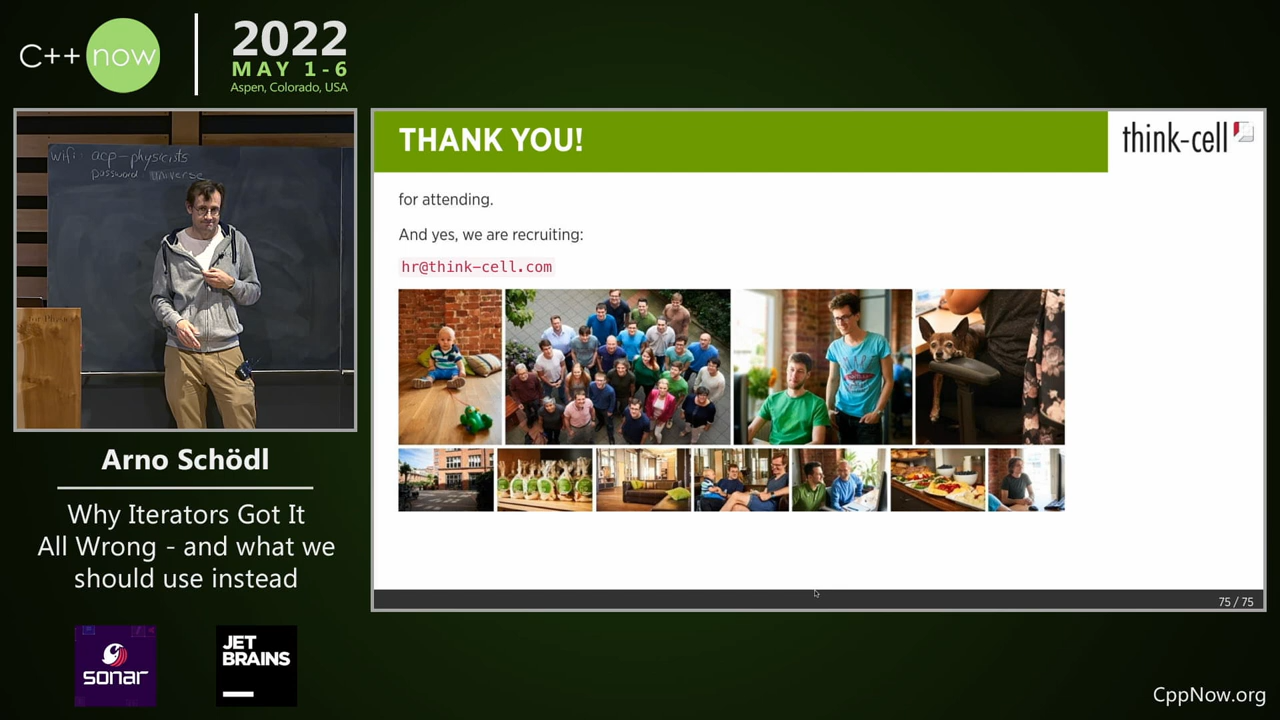 C++ now
2022
MAY 1-6
Aspen, Colorado, USA
wifi: acp-physicists
password universe
Arno Schödl
Why Iterators Got It
All Wrong - and what we
should use instead
sonar
JET
BRAINS
THANK YOU!
think-cell
for attending.
And yes, we are recruiting:
hr@think-cell.com
75 / 75
CppNow.org